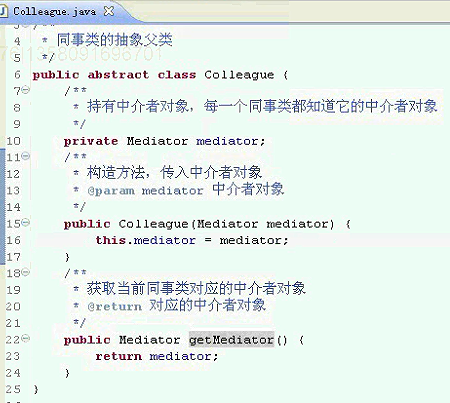 Colleague.java
3 /**
4 * 同事类的抽象父类
5 */
6 public abstract class Colleague {
7 /**
8 * 持有中介者对象，每一个同事类都知道它的中介者对象
9 */
10 private Mediator mediator;
11 /**
12 * 构造方法，传入中介者对象
13 * @param mediator 中介者对象
14 */
15 public Colleague(Mediator mediator) {
16 this.mediator = mediator;
17 }
18 /**
19 * 获取当前同事类对应的中介者对象
20 * @return 对应的中介者对象
21 */
22 public Mediator getMediator() {
23 return mediator;
24 }
25 }